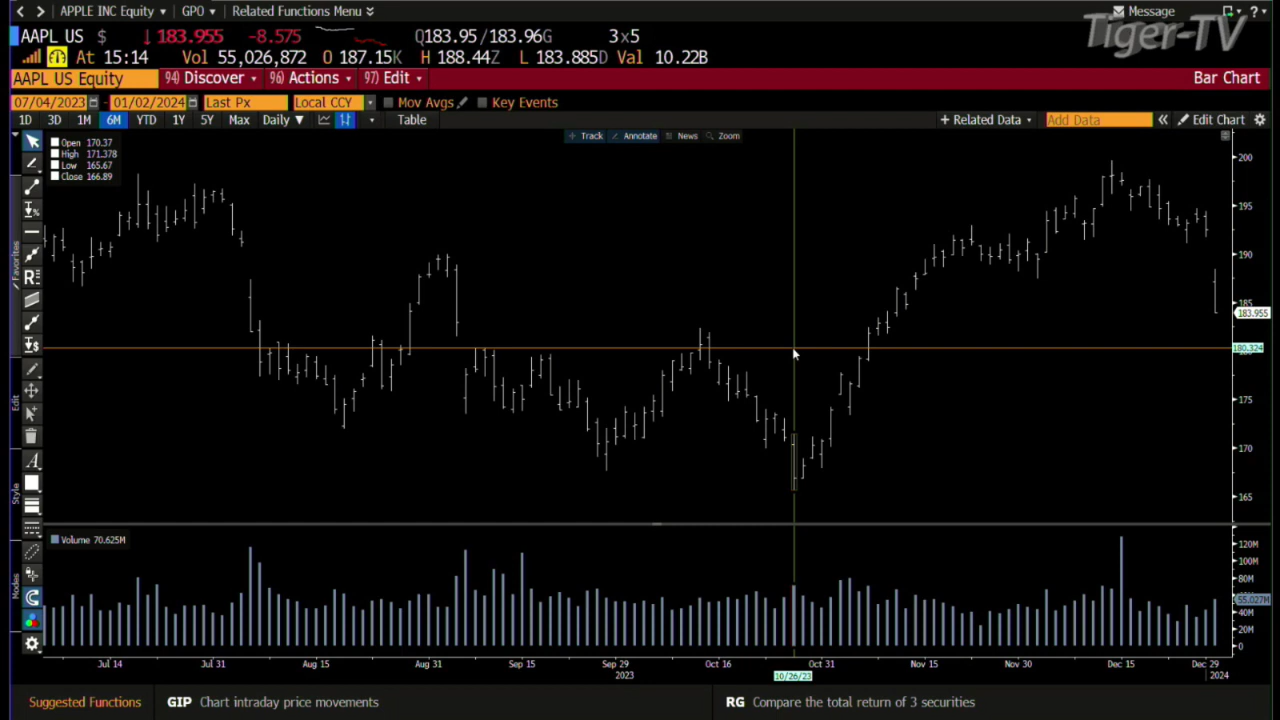 < > APPLE INC Equity ▾ GPO ▾ Related Functions Menu Message ? ▾
Tiger-TV
AAPL US $ ↓ 183.955 -8.575 Q183.95/183.96G 3×5
At 15:14 Vol 55,026,872 O 187.15K H 188.44Z L 183.885D Val 10.22B
AAPL US Equity 94) Discover ▾ 96) Actions ▾ 97) Edit ▾ Bar Chart
07/04/2023 - 01/02/2024 Last Px Local CCY Mov Avgs Key Events
1D 3D 1M 6M YTD 1Y 5Y Max Daily ▼ Table + Related Data ▾ Add Data « Edit Chart
Track Annotate News Zoom
Open 170.37
High 171.378
Low 165.67
Close 166.89
200
195
190
185
183.955
180.324
175
170
165
Favorites
Edit
Style
Modes
Volume 70.625M
120M
100M
80M
55.027M
40M
20M
0
Jul 14 Jul 31 Aug 15 Aug 31 Sep 15 Sep 29 Oct 16 Oct 31 Nov 15 Nov 30 Dec 15 Dec 29
2023 10/26/23 2024
Suggested Functions GIP Chart intraday price movements RG Compare the total return of 3 securities